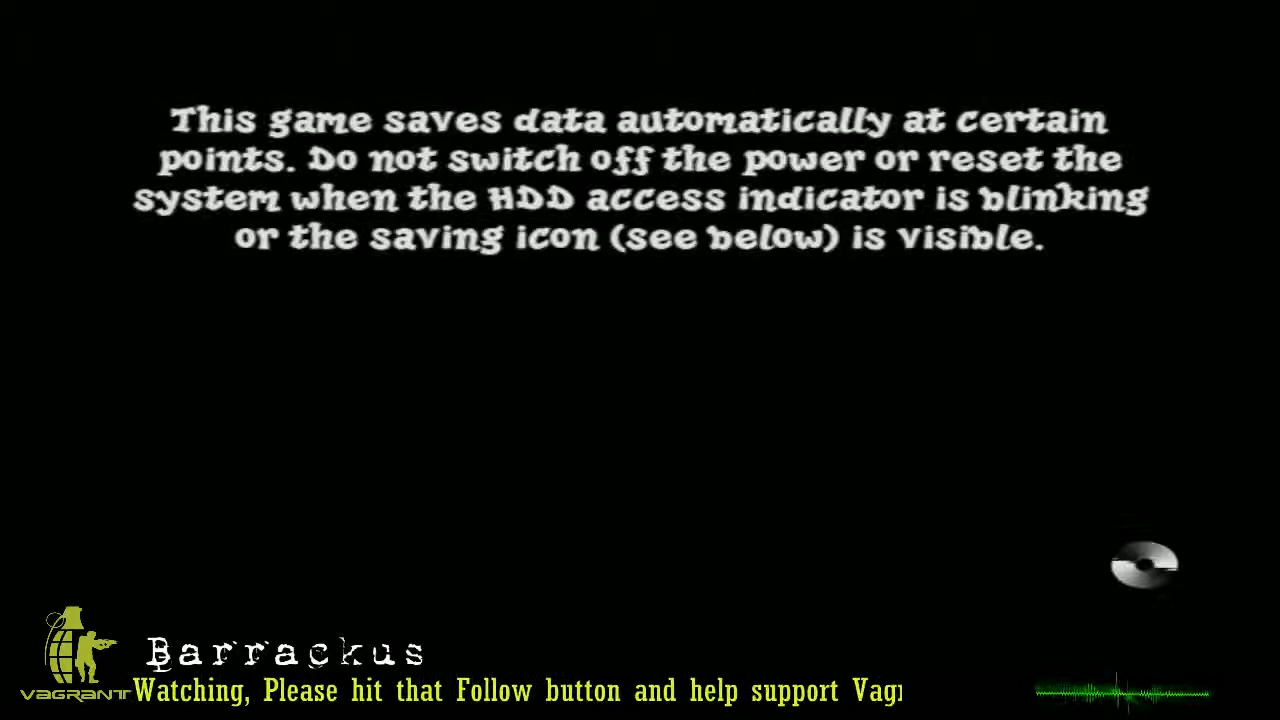 This game saves data automatically at certain
points. Do not switch off the power or reset the
system when the HDD access indicator is blinking
or the saving icon (see below) is visible.
Barrackus
VAGRANT
Watching, Please hit that Follow button and help support